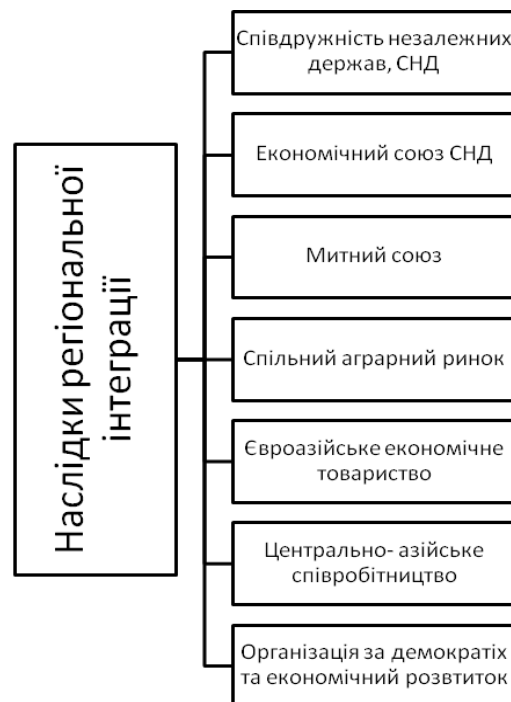 Наслідки регіональної
інтеграції
Співдружність незалежних
держав, СНД
Економічний союз СНД
Митний союз
Спільний аграрний ринок
Євроазійське економічне
товариство
Центрально- азійське
співробітництво
Організація за демократіх
та економічний розвтиток